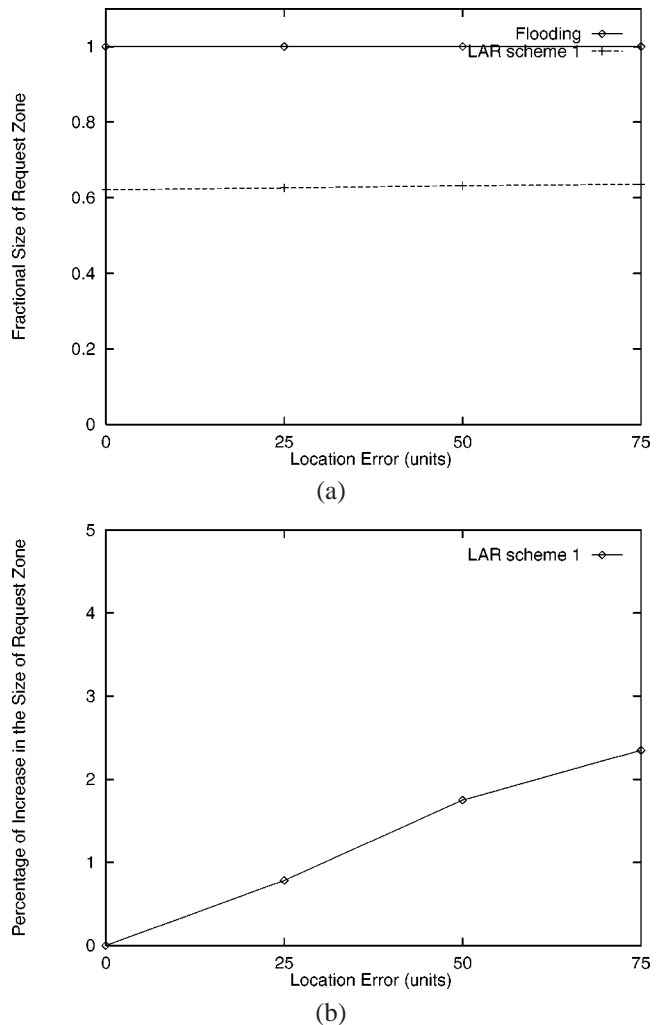 Fractional Size of Request Zone
1
0.8
0.6
0.4
0.2
0
Flooding
LAR scheme 1
0
25
50
75
Location Error (units)
(a)
Percentage of Increase in the Size of Request Zone
5
4
3
2
1
0
LAR scheme 1
0
25
50
75
Location Error (units)
(b)